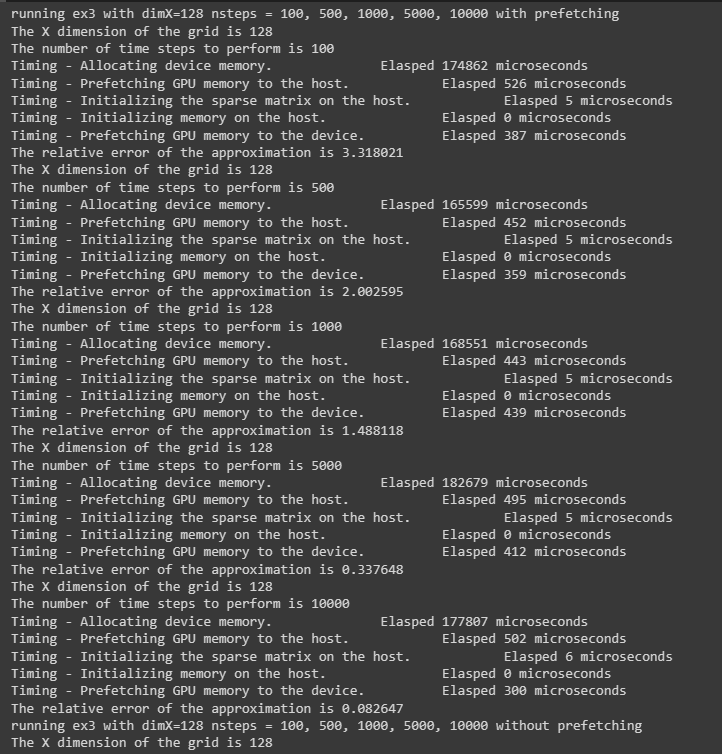 running ex3 with dimX=128 nsteps = 100, 500, 1000, 5000, 10000 with prefetching
The X dimension of the grid is 128
The number of time steps to perform is 100
Timing - Allocating device memory. Elasped 174862 microseconds
Timing - Prefetching GPU memory to the host. Elasped 526 microseconds
Timing - Initializing the sparse matrix on the host. Elasped 5 microseconds
Timing - Initializing memory on the host. Elasped 0 microseconds
Timing - Prefetching GPU memory to the device. Elasped 387 microseconds
The relative error of the approximation is 3.318021
The X dimension of the grid is 128
The number of time steps to perform is 500
Timing - Allocating device memory. Elasped 165599 microseconds
Timing - Prefetching GPU memory to the host. Elasped 452 microseconds
Timing - Initializing the sparse matrix on the host. Elasped 5 microseconds
Timing - Initializing memory on the host. Elasped 0 microseconds
Timing - Prefetching GPU memory to the device. Elasped 359 microseconds
The relative error of the approximation is 2.002595
The X dimension of the grid is 128
The number of time steps to perform is 1000
Timing - Allocating device memory. Elasped 168551 microseconds
Timing - Prefetching GPU memory to the host. Elasped 443 microseconds
Timing - Initializing the sparse matrix on the host. Elasped 5 microseconds
Timing - Initializing memory on the host. Elasped 0 microseconds
Timing - Prefetching GPU memory to the device. Elasped 439 microseconds
The relative error of the approximation is 1.488118
The X dimension of the grid is 128
The number of time steps to perform is 5000
Timing - Allocating device memory. Elasped 182679 microseconds
Timing - Prefetching GPU memory to the host. Elasped 495 microseconds
Timing - Initializing the sparse matrix on the host. Elasped 5 microseconds
Timing - Initializing memory on the host. Elasped 0 microseconds
Timing - Prefetching GPU memory to the device. Elasped 412 microseconds
The relative error of the approximation is 0.337648
The X dimension of the grid is 128
The number of time steps to perform is 10000
Timing - Allocating device memory. Elasped 177807 microseconds
Timing - Prefetching GPU memory to the host. Elasped 502 microseconds
Timing - Initializing the sparse matrix on the host. Elasped 6 microseconds
Timing - Initializing memory on the host. Elasped 0 microseconds
Timing - Prefetching GPU memory to the device. Elasped 300 microseconds
The relative error of the approximation is 0.082647
running ex3 with dimX=128 nsteps = 100, 500, 1000, 5000, 10000 without prefetching
The X dimension of the grid is 128